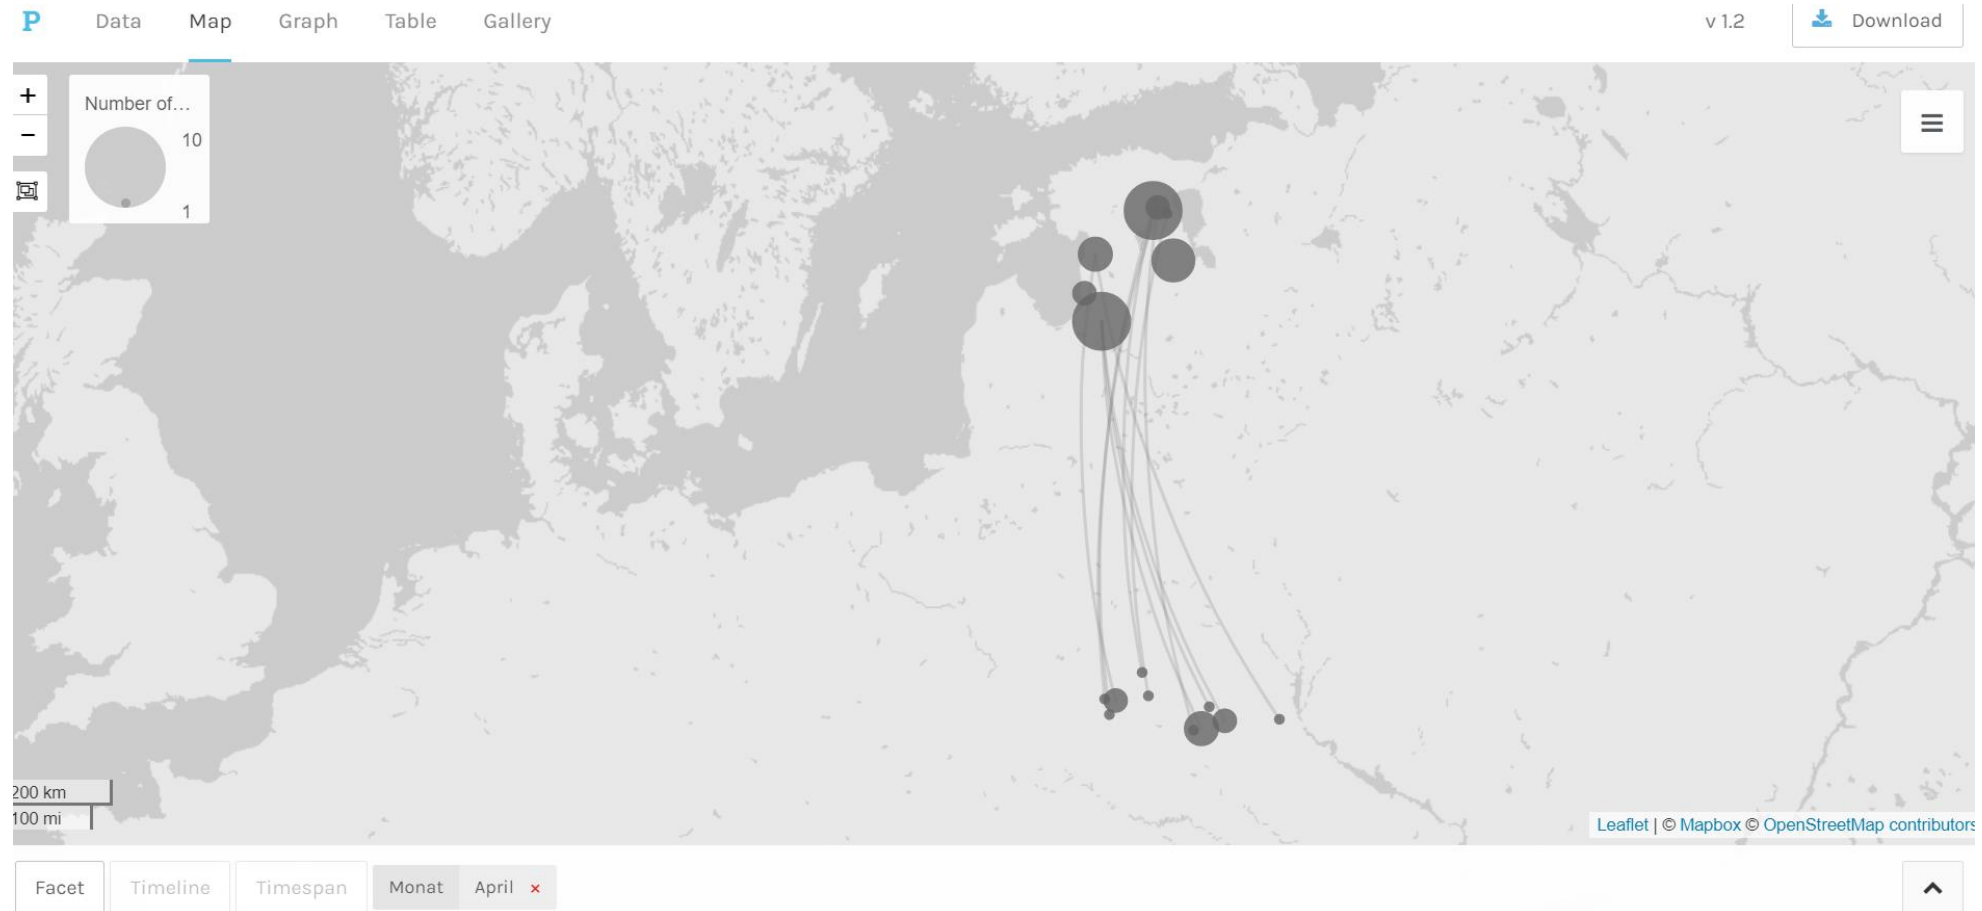 P Data Map Graph Table Gallery v 1.2 Download
+
−
Number of...
10
1
200 km
100 mi
Leaflet | © Mapbox © OpenStreetMap contributors
Facet Timeline Timespan Monat April ×